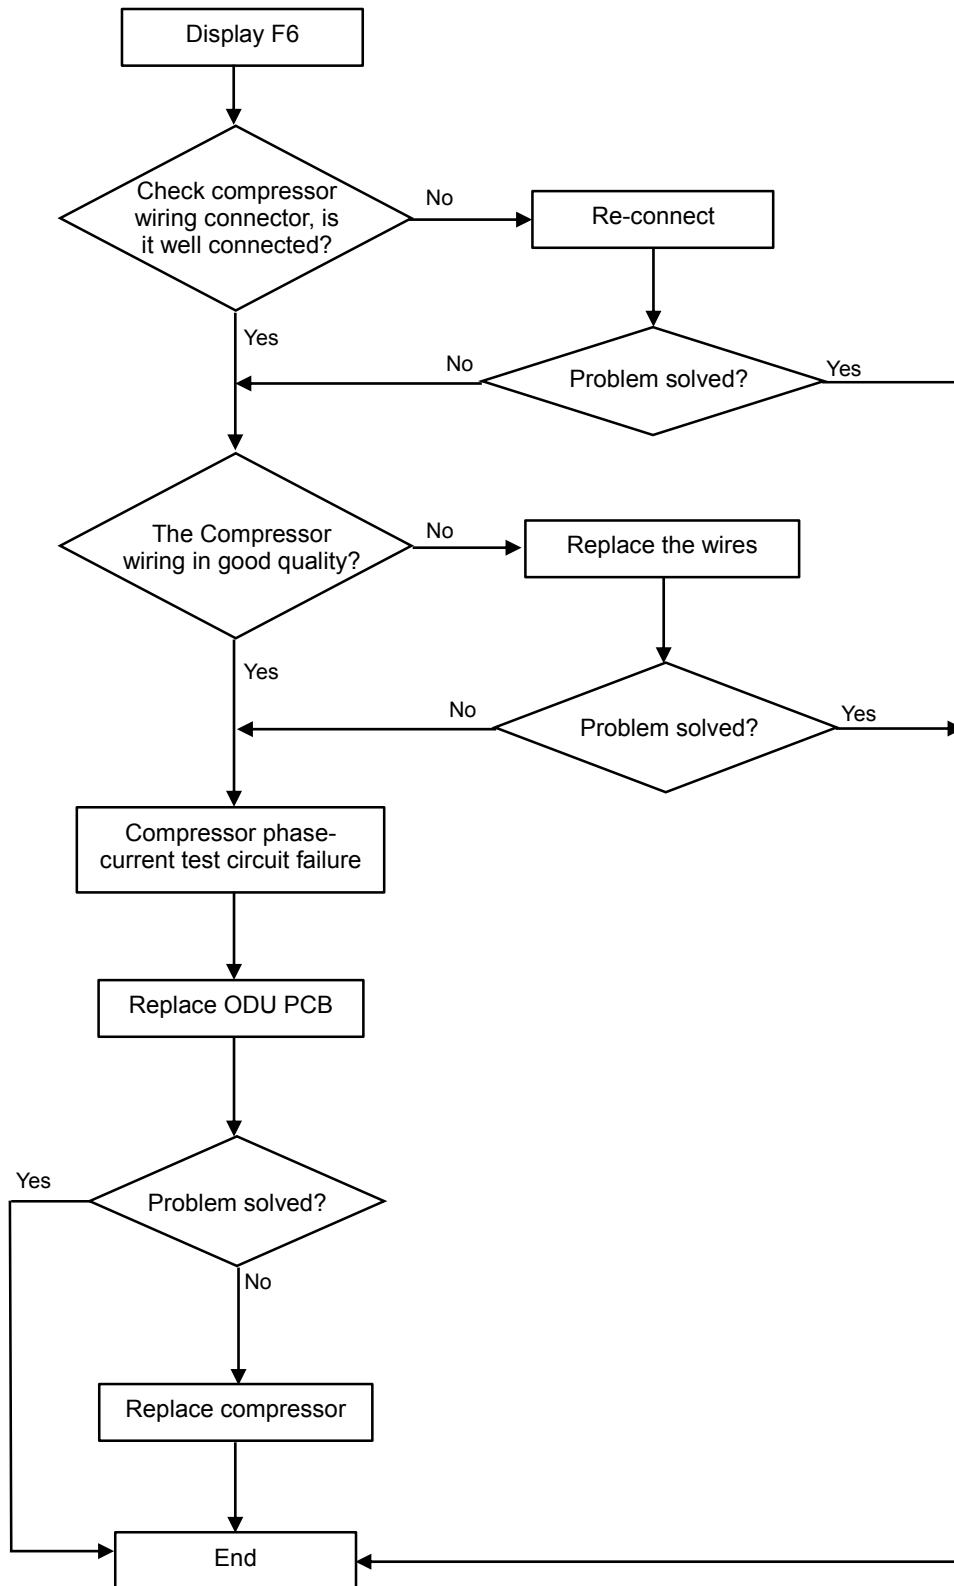 Display F6
Check compressor
wiring connector, is
it well connected?
No
Re-connect
Yes
No
Problem solved?
Yes
The Compressor
wiring in good quality?
No
Replace the wires
Yes
No
Problem solved?
Yes
Compressor phase-
current test circuit failure
Replace ODU PCB
Yes
Problem solved?
No
Replace compressor
End